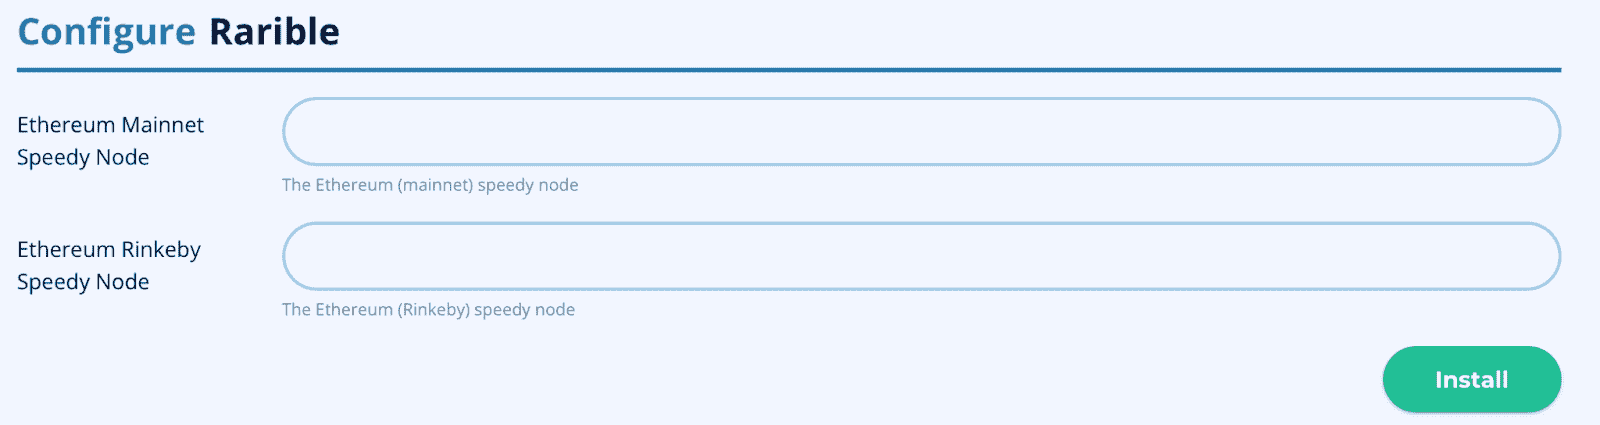 Configure Rarible
Ethereum Mainnet
Speedy Node
The Ethereum (mainnet) speedy node
Ethereum Rinkeby
Speedy Node
The Ethereum (Rinkeby) speedy node
Install